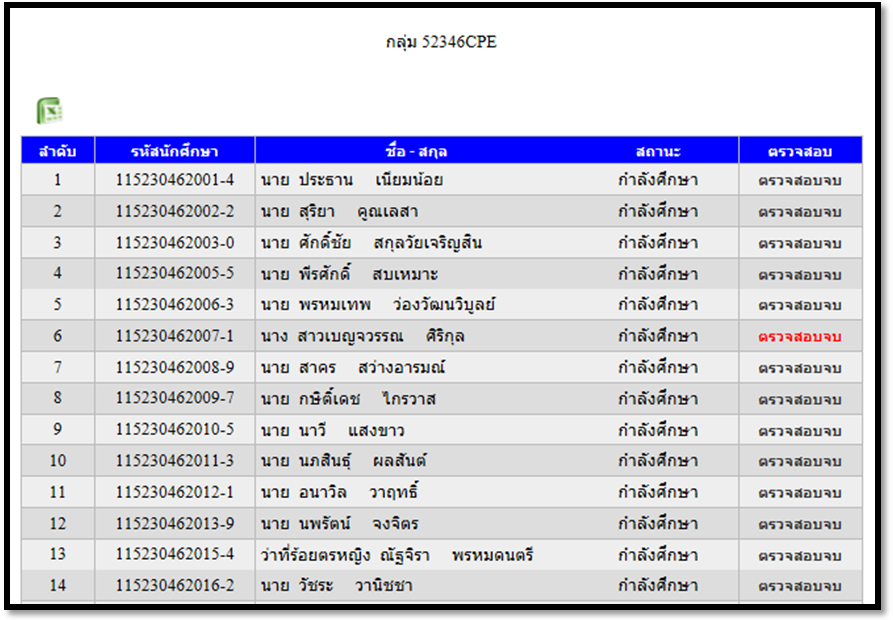 กลุ่ม 52346CPE
ลำดับ รหัสนักศึกษา ชื่อ - สกุล สถานะ ตรวจสอบ
1 115230462001-4 นาย ประธาน เนียมน้อย กำลังศึกษา ตรวจสอบจบ
2 115230462002-2 นาย สุริยา คูณเลสา กำลังศึกษา ตรวจสอบจบ
3 115230462003-0 นาย ศักดิ์ชัย สกุลวัยเจริญสิน กำลังศึกษา ตรวจสอบจบ
4 115230462005-5 นาย พีรศักดิ์ สบเหมาะ กำลังศึกษา ตรวจสอบจบ
5 115230462006-3 นาย พรหมเทพ ว่องวัฒนวิบูลย์ กำลังศึกษา ตรวจสอบจบ
6 115230462007-1 นาง สาวเบญจวรรณ ศิริกุล กำลังศึกษา ตรวจสอบจบ
7 115230462008-9 นาย สาคร สว่างอารมณ์ กำลังศึกษา ตรวจสอบจบ
8 115230462009-7 นาย กษิดิ์เดช ไกรวาส กำลังศึกษา ตรวจสอบจบ
9 115230462010-5 นาย นาวี แสงขาว กำลังศึกษา ตรวจสอบจบ
10 115230462011-3 นาย นภสินธุ์ ผลสันต์ กำลังศึกษา ตรวจสอบจบ
11 115230462012-1 นาย อนาวิล วาฤทธิ์ กำลังศึกษา ตรวจสอบจบ
12 115230462013-9 นาย นพรัตน์ จงจิตร กำลังศึกษา ตรวจสอบจบ
13 115230462015-4 ว่าที่ร้อยตรหญิง ณัฐจิรา พรหมดนตรี กำลังศึกษา ตรวจสอบจบ
14 115230462016-2 นาย วัชระ วานิชชา กำลังศึกษา ตรวจสอบจบ